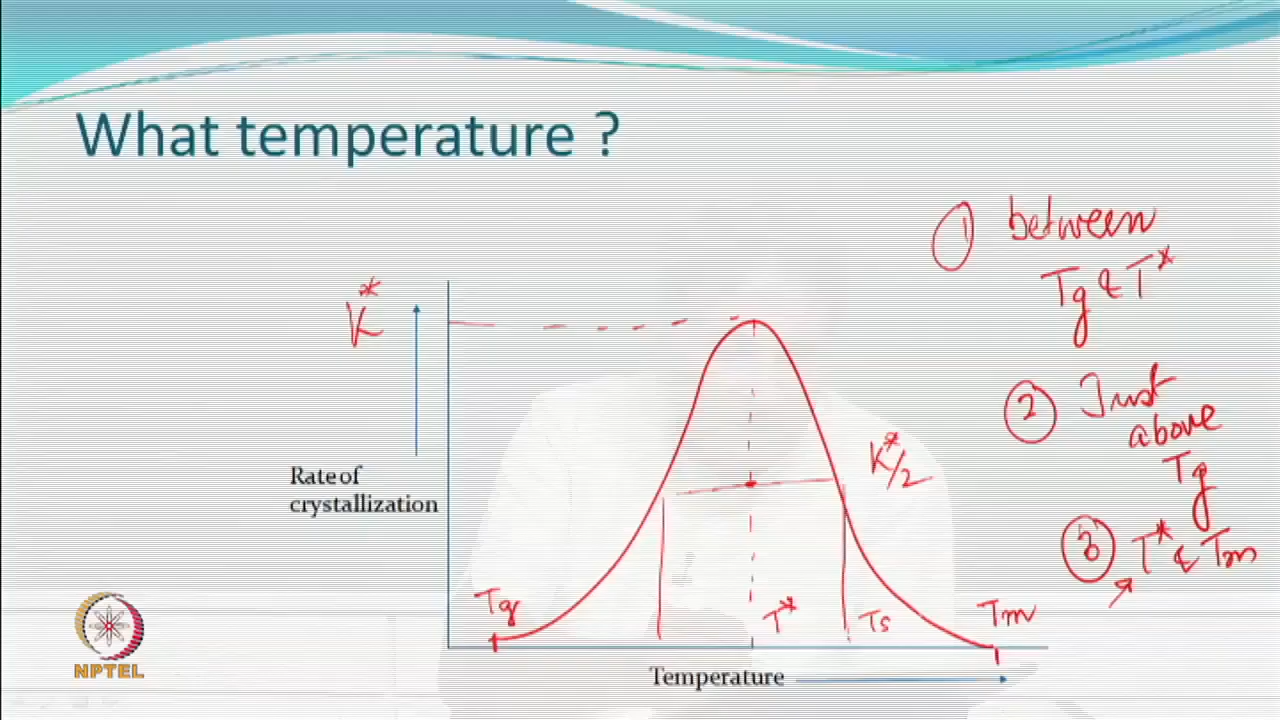 What temperature ?
① between
Tg & T*
K*
② Just
above
Tg
K*/2
Rate of
crystallization
③ T* & Tm
Tg
T*
Ts
Tm
NPTEL
Temperature